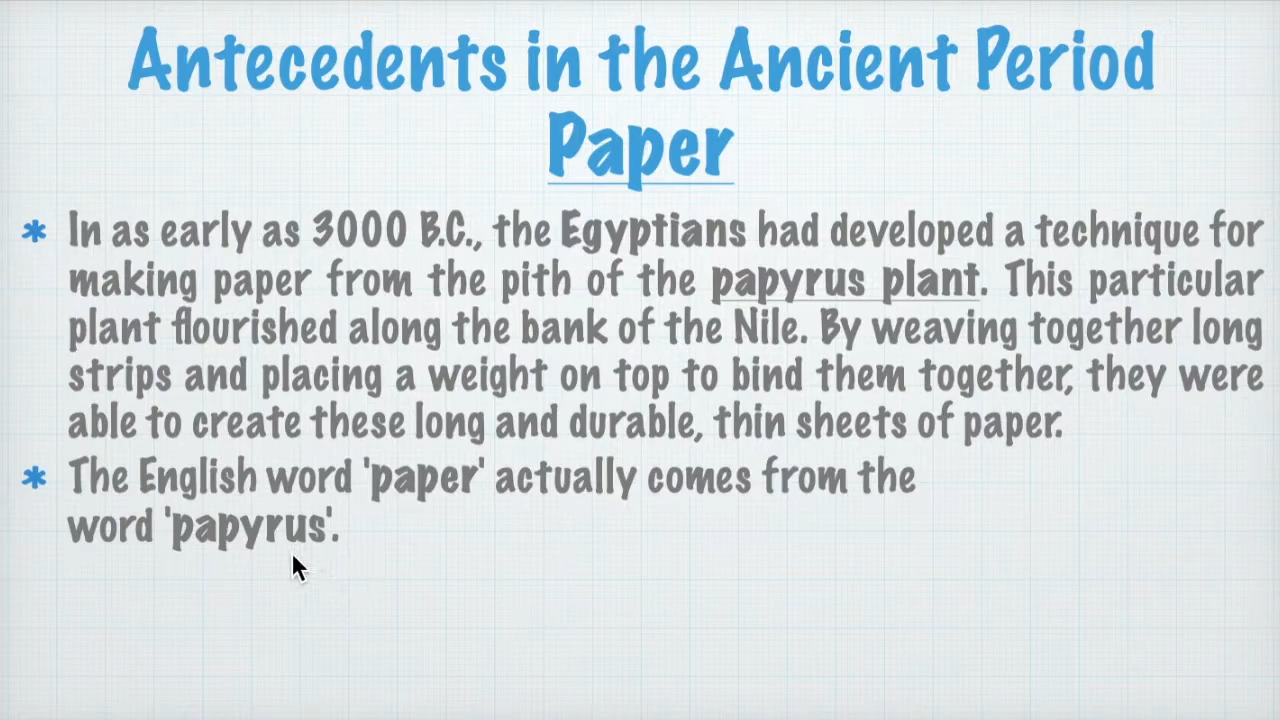 Antecedents in the Ancient Period
Paper
* In as early as 3000 B.C., the Egyptians had developed a technique for
making paper from the pith of the papyrus plant. This particular
plant flourished along the bank of the Nile. By weaving together long
strips and placing a weight on top to bind them together, they were
able to create these long and durable, thin sheets of paper.
* The English word 'paper' actually comes from the
word 'papyrus'.